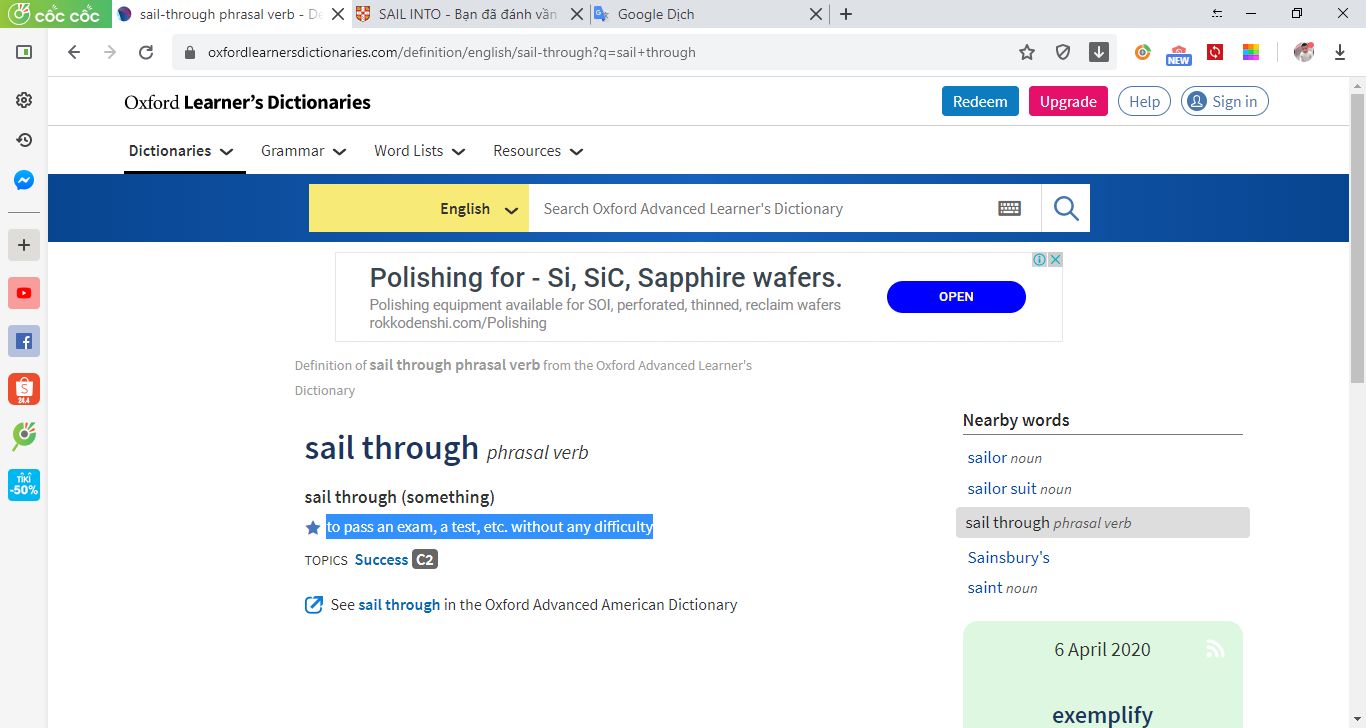 cốc cốc
sail-through phrasal verb - De
SAIL INTO - Bạn đã đánh vần
Google Dịch
oxfordlearnersdictionaries.com/definition/english/sail-through?q=sail+through
NEW
Oxford Learner's Dictionaries
Redeem
Upgrade
Help
Sign in
Dictionaries
Grammar
Word Lists
Resources
English
Search Oxford Advanced Learner's Dictionary
Polishing for - Si, SiC, Sapphire wafers.
Polishing equipment available for SOI, perforated, thinned, reclaim wafers
rokkodenshi.com/Polishing
OPEN
Definition of sail through phrasal verb from the Oxford Advanced Learner's
Dictionary
sail through phrasal verb
sail through (something)
to pass an exam, a test, etc. without any difficulty
TOPICS Success C2
See sail through in the Oxford Advanced American Dictionary
Nearby words
sailor noun
sailor suit noun
sail through phrasal verb
Sainsbury's
saint noun
6 April 2020
exemplify
24.4
TIKI
-50%